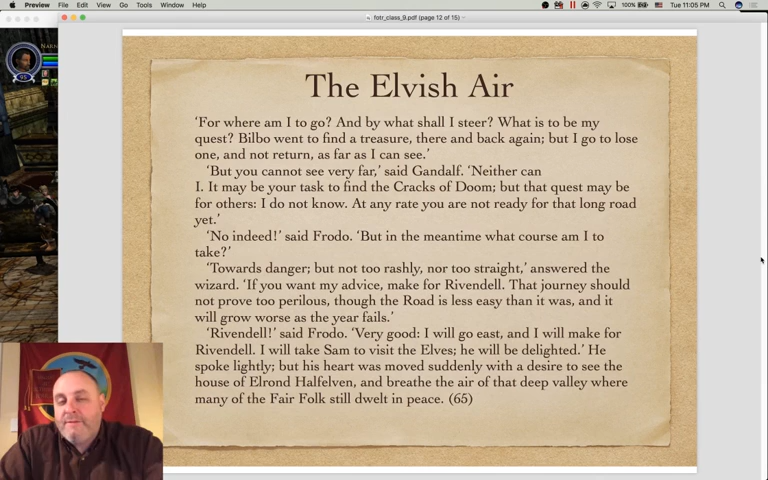 Preview File Edit View Go Tools Window Help
100% Tue 11:05 PM
fotr_class_9.pdf (page 12 of 15)
95
The Elvish Air
‘For where am I to go? And by what shall I steer? What is to be my
quest? Bilbo went to find a treasure, there and back again; but I go to lose
one, and not return, as far as I can see.’
‘But you cannot see very far,’ said Gandalf. ‘Neither can
I. It may be your task to find the Cracks of Doom; but that quest may be
for others: I do not know. At any rate you are not ready for that long road
yet.’
‘No indeed!’ said Frodo. ‘But in the meantime what course am I to
take?’
‘Towards danger; but not too rashly, nor too straight,’ answered the
wizard. ‘If you want my advice, make for Rivendell. That journey should
not prove too perilous, though the Road is less easy than it was, and it
will grow worse as the year fails.’
‘Rivendell!’ said Frodo. ‘Very good: I will go east, and I will make for
Rivendell. I will take Sam to visit the Elves; he will be delighted.’ He
spoke lightly; but his heart was moved suddenly with a desire to see the
house of Elrond Halfelven, and breathe the air of that deep valley where
many of the Fair Folk still dwelt in peace. (65)